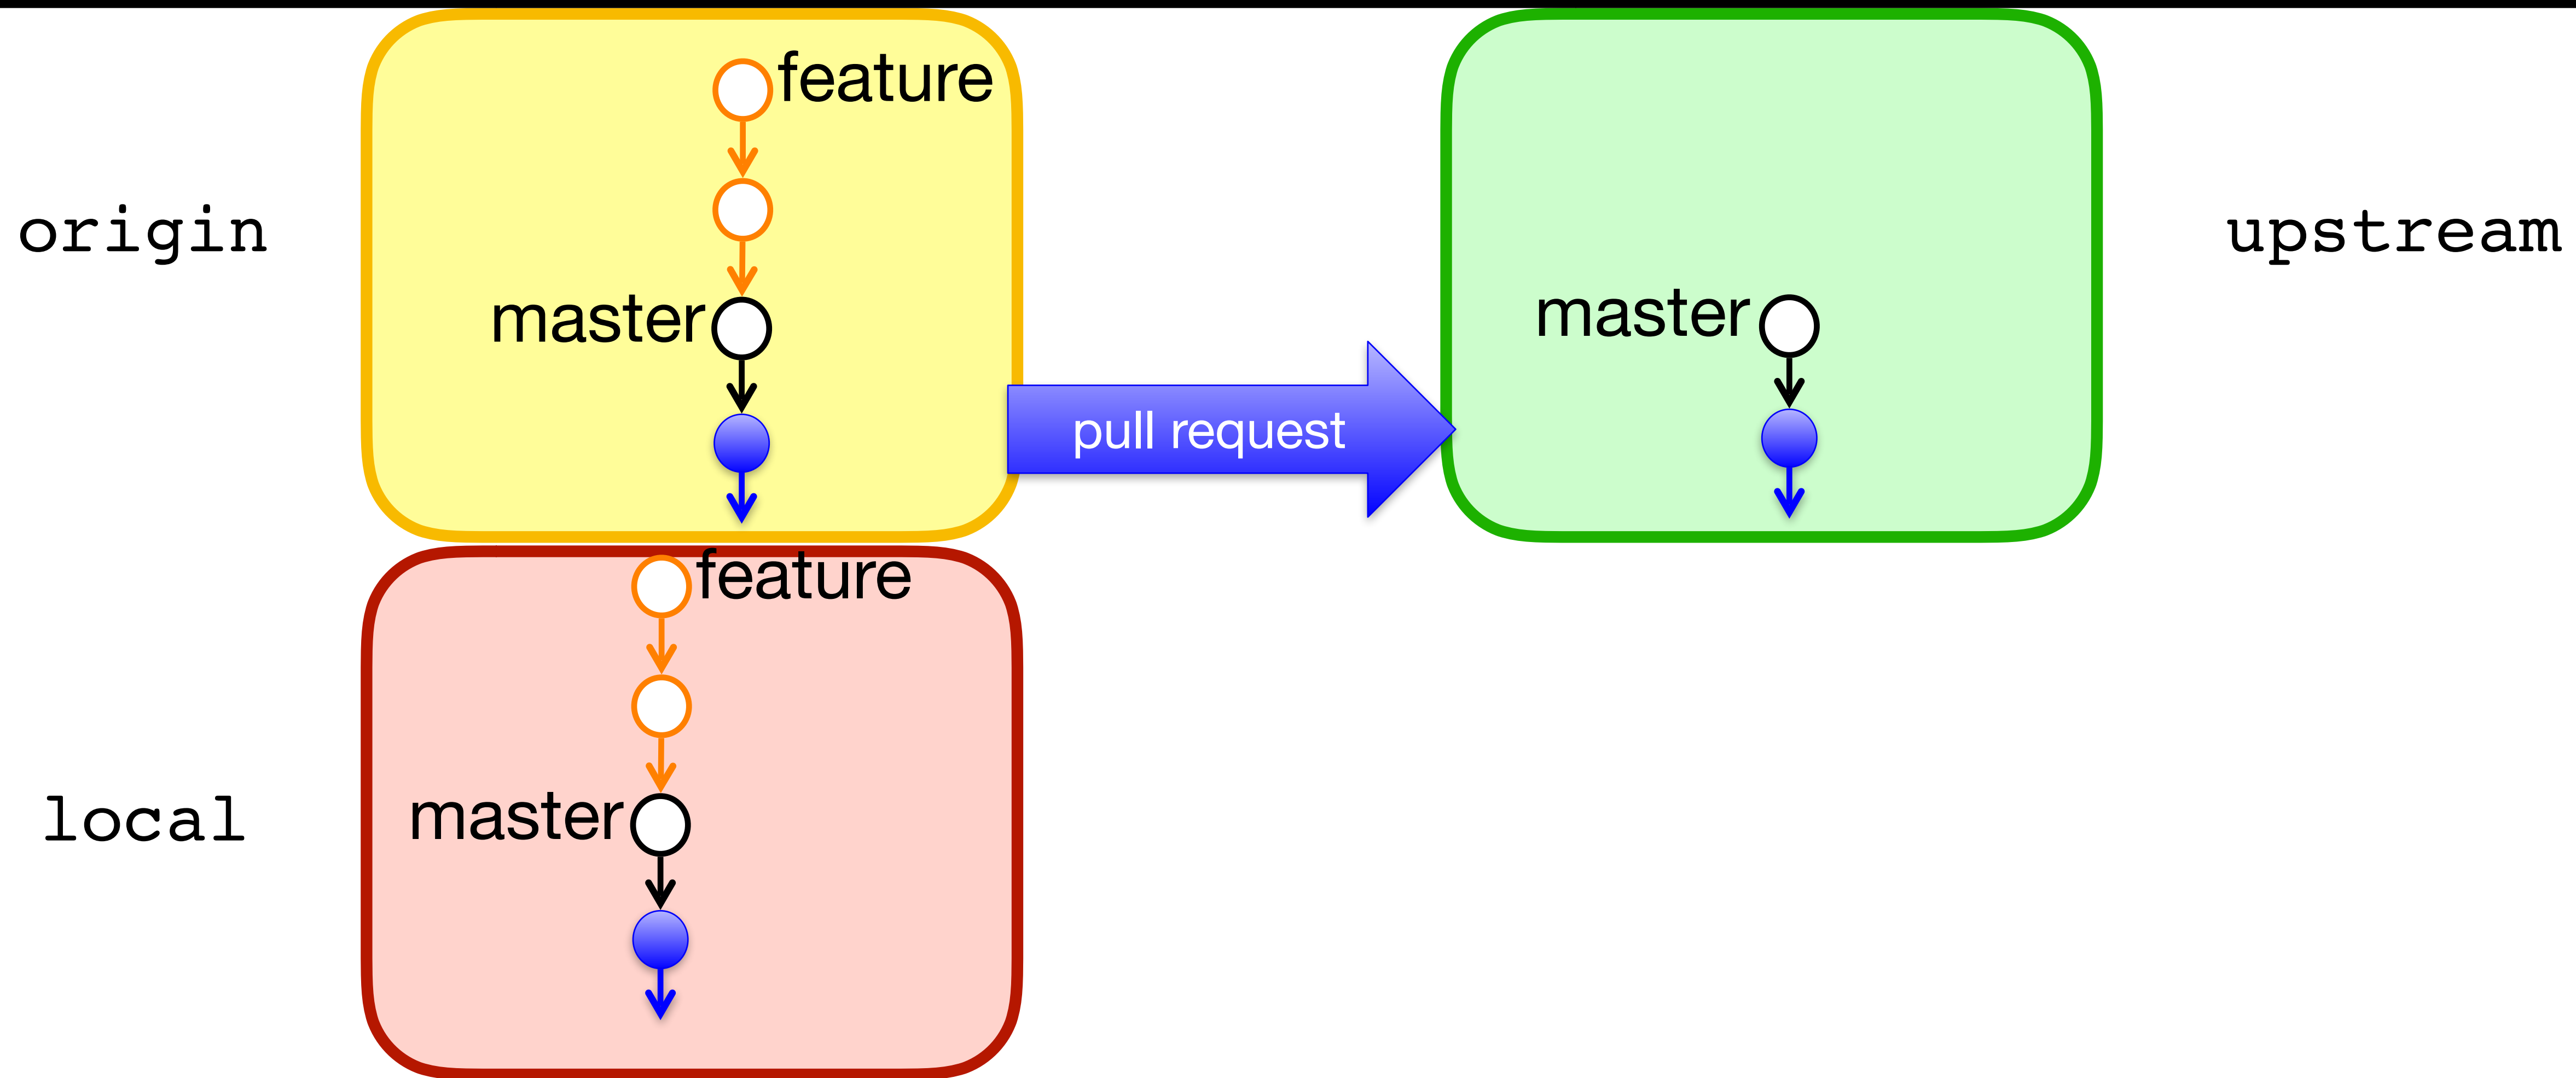 feature
origin
master
pull request
master
upstream
feature
local
master